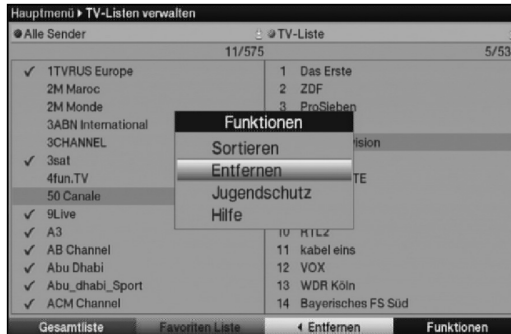 Hauptmenü ▸ TV-Listen verwalten
Alle Sender
TV-Liste
11/575
5/53
✓ 1TVRUS Europe
2M Maroc
2M Monde
3ABN International
3CHANNEL
✓ 3sat
4fun.TV
50 Canale
✓ 9Live
✓ A3
✓ AB Channel
✓ Abu Dhabi
✓ Abu_dhabi_Sport
✓ ACM Channel
1 Das Erste
2 ZDF
3 ProSieben
ision
TE
10 RTL2
11 kabel eins
12 VOX
13 WDR Köln
14 Bayerisches FS Süd
Funktionen
Sortieren
Entfernen
Jugendschutz
Hilfe
Gesamtliste
Favoriten Liste
Entfernen
Funktionen